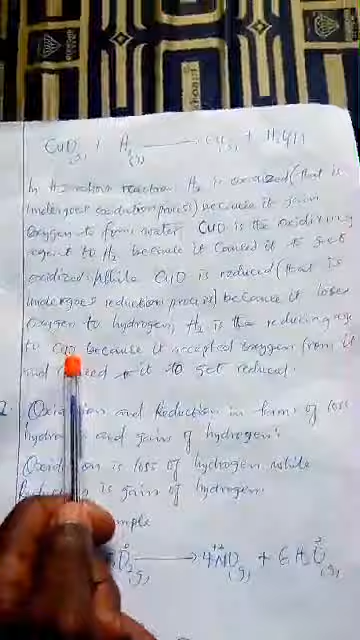 CuO(s) + H2(g) → Cu(s) + H2O(l)
In the above reaction H2 is oxidized (that is
undergoes oxidation process) because it gain
oxygen to form water. CuO is the oxidizing
agent to H2 because it caused it to get
oxidized. While CuO is reduced (that is
undergoes reduction process) because it loses
oxygen to hydrogen, H2 is the reducing age
to CuO because it accepted oxygen from it
and it to get reduced.
2. Oxidation and Reduction in terms of loss
hydrogen and gains of hydrogen:
Oxidation is loss of hydrogen while
is gain of hydrogen.
→ 4NO(g) + 6H2O(g)